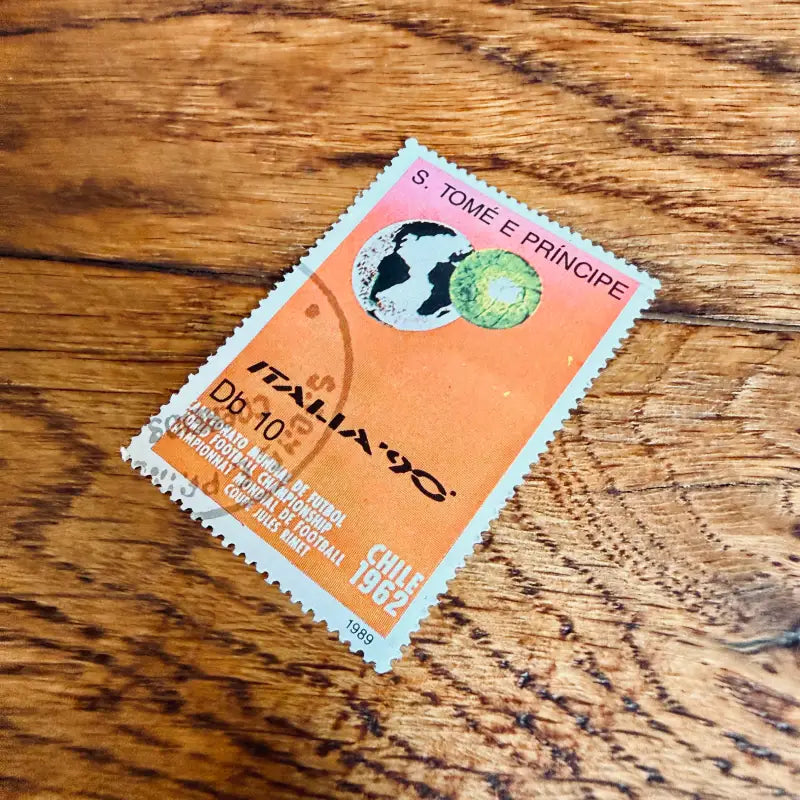 S. TOMÉ E PRÍNCIPE
ITALIA '90
Db 10
CAMPEONATO MUNDIAL DE FUTBOL
WORLD FOOTBALL CHAMPIONSHIP
CHAMPIONNAT MONDIAL DE FOOTBALL
COUPE JULES RIMET
CHILE
1962
1989